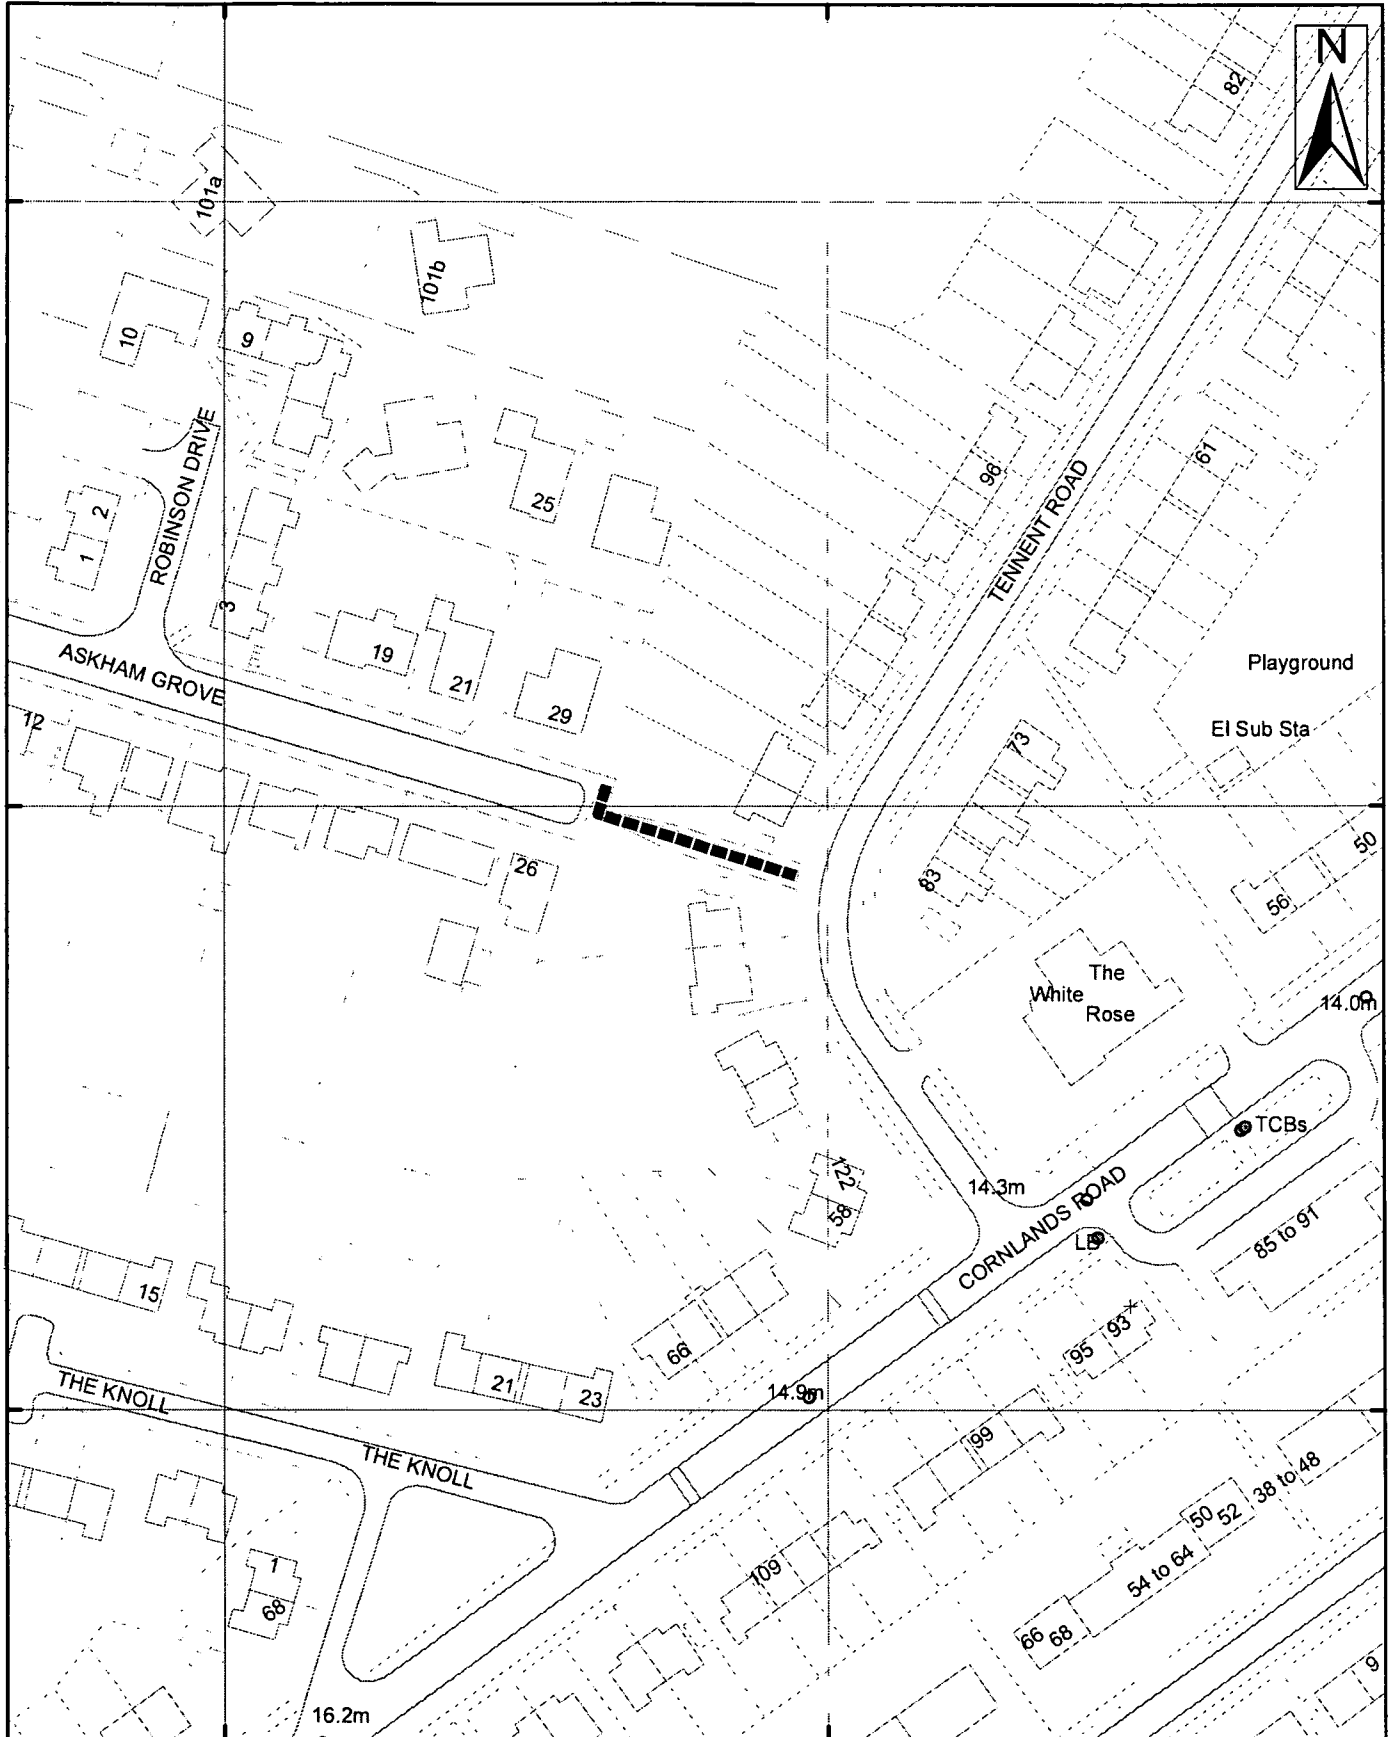 N
82
101a
101b
10
9
ROBINSON DRIVE
96
61
TENNENT ROAD
2
1
25
3
ASKHAM GROVE
19
21
29
12
Playground
El Sub Sta
73
26
83
50
56
The
White
Rose
14.0m
TCBs
122
58
14.3m
CORNLANDS ROAD
LB
85 to 91
15
66
93
95
THE KNOLL
21
23
14.9m
THE KNOLL
99
38 to 48
50
52
109
54 to 64
1
68
66
68
9
16.2m